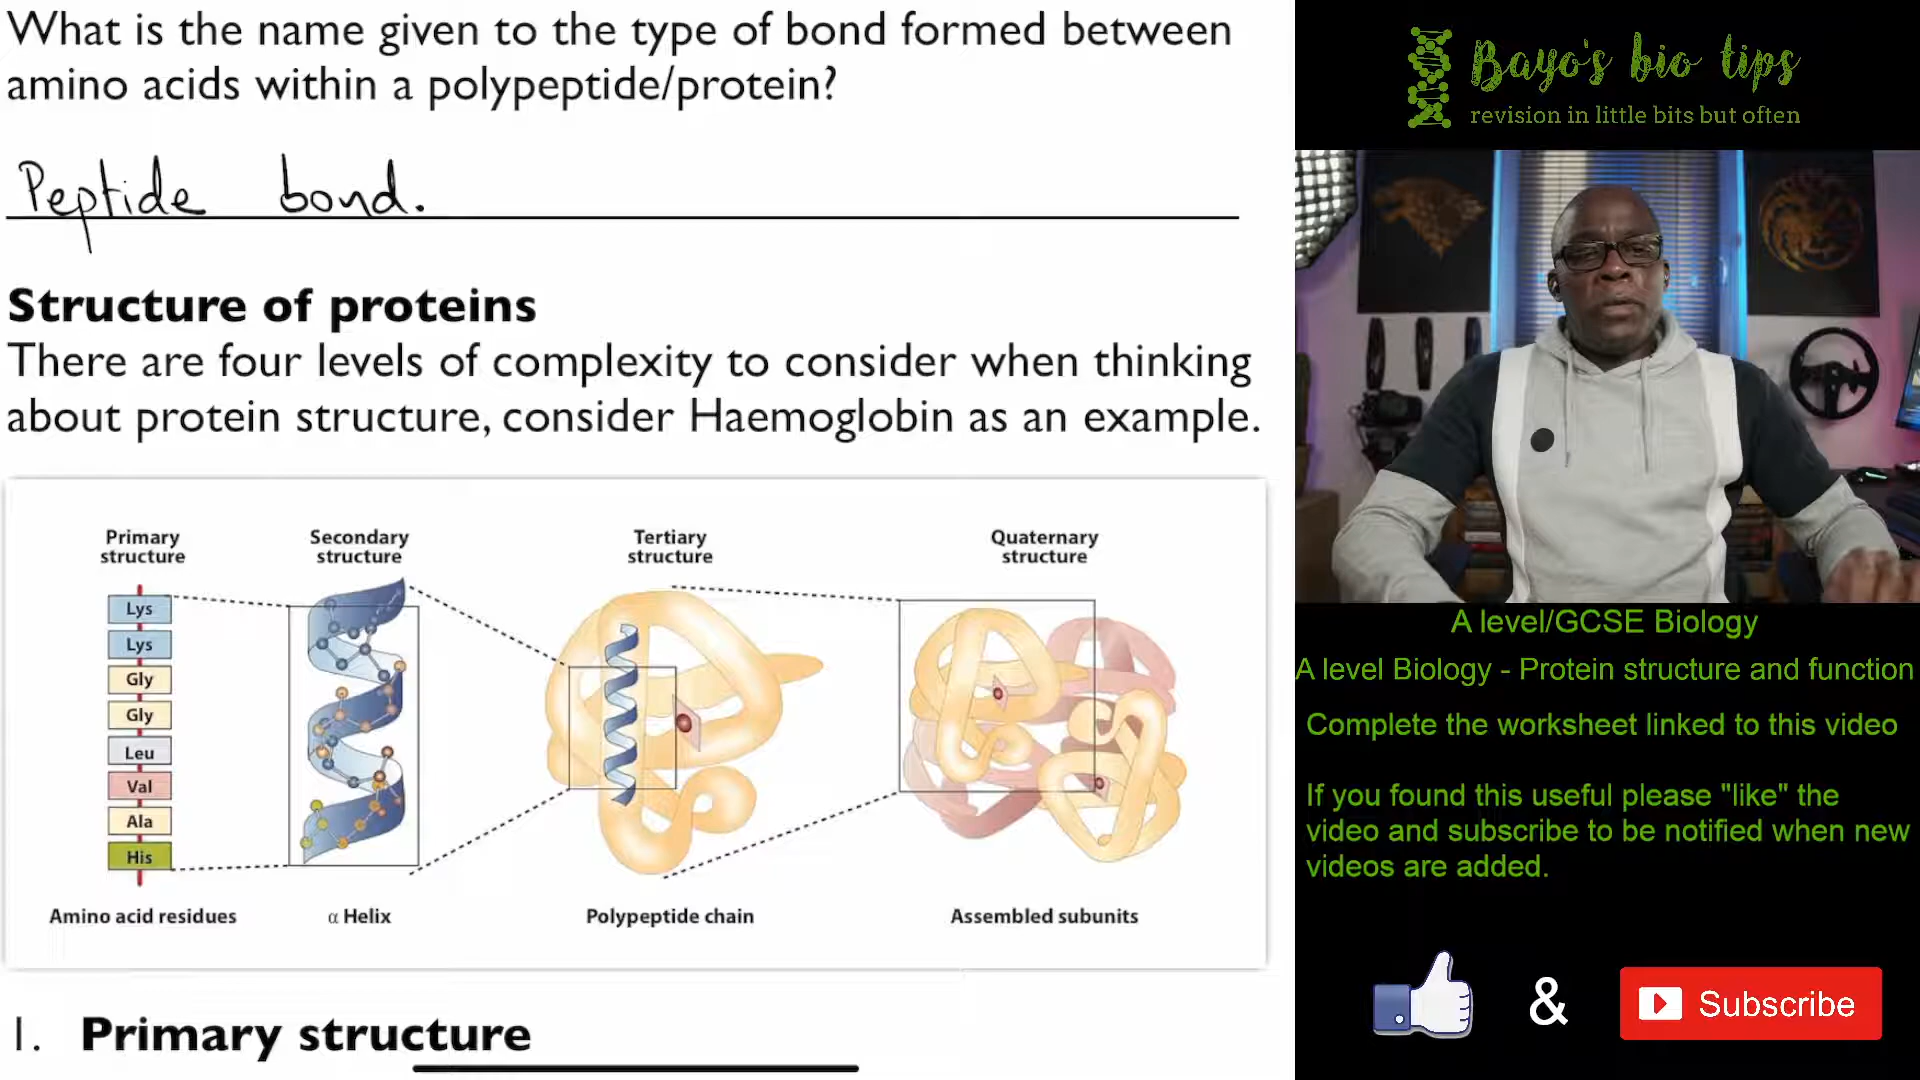 What is the name given to the type of bond formed between
amino acids within a polypeptide/protein?
Peptide bond.
Structure of proteins
There are four levels of complexity to consider when thinking
about protein structure, consider Haemoglobin as an example.
Primary
structure
Secondary
structure
Tertiary
structure
Quaternary
structure
Lys
Lys
Gly
Gly
Leu
Val
Ala
His
Amino acid residues
α Helix
Polypeptide chain
Assembled subunits
1. Primary structure
Bayo's bio tips
revision in little bits but often
A level/GCSE Biology
A level Biology - Protein structure and function
Complete the worksheet linked to this video
If you found this useful please "like" the
video and subscribe to be notified when new
videos are added.
&
Subscribe